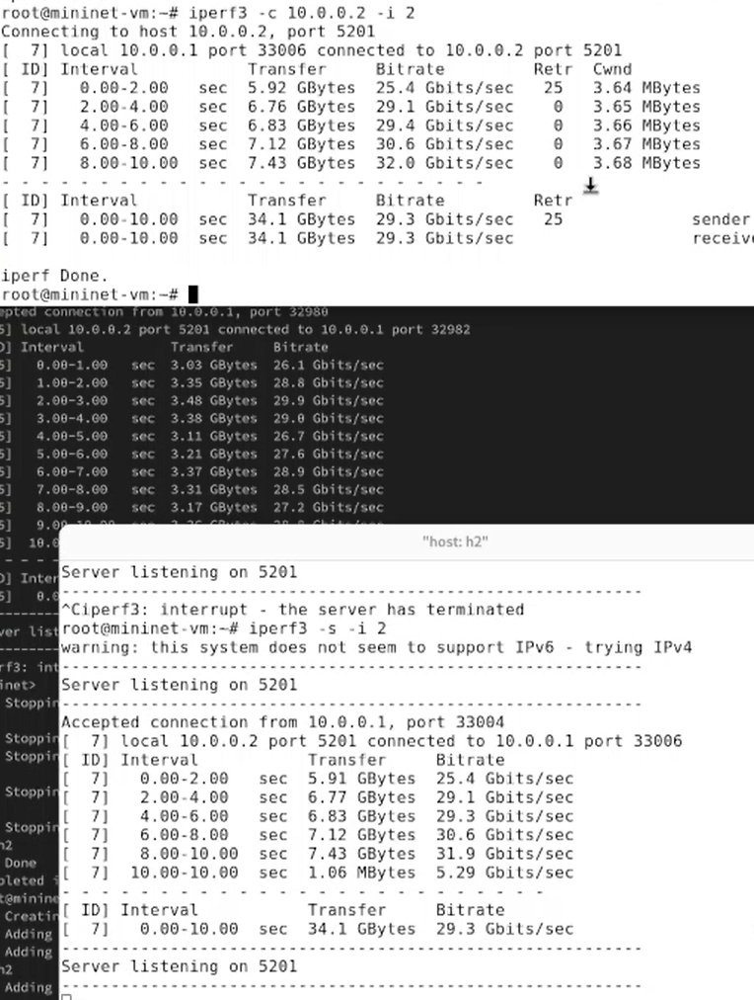 root@mininet-vm:~# iperf3 -c 10.0.0.2 -i 2
Connecting to host 10.0.0.2, port 5201
[  7] local 10.0.0.1 port 33006 connected to 10.0.0.2 port 5201
[ ID] Interval           Transfer     Bitrate         Retr  Cwnd
[  7]   0.00-2.00   sec  5.92 GBytes  25.4 Gbits/sec   25   3.64 MBytes
[  7]   2.00-4.00   sec  6.76 GBytes  29.1 Gbits/sec    0   3.65 MBytes
[  7]   4.00-6.00   sec  6.83 GBytes  29.4 Gbits/sec    0   3.66 MBytes
[  7]   6.00-8.00   sec  7.12 GBytes  30.6 Gbits/sec    0   3.67 MBytes
[  7]   8.00-10.00  sec  7.43 GBytes  32.0 Gbits/sec    0   3.68 MBytes
- - - - - - - - - - - - - - - - - - - - - - - - -
[ ID] Interval           Transfer     Bitrate         Retr
[  7]   0.00-10.00  sec  34.1 GBytes  29.3 Gbits/sec   25             sender
[  7]   0.00-10.00  sec  34.1 GBytes  29.3 Gbits/sec                  receive
iperf Done.
root@mininet-vm:~#
epted connection from 10.0.0.1, port 32980
5] local 10.0.0.2 port 5201 connected to 10.0.0.1 port 32982
D] Interval           Transfer     Bitrate
5]   0.00-1.00   sec  3.03 GBytes  26.1 Gbits/sec
5]   1.00-2.00   sec  3.35 GBytes  28.8 Gbits/sec
5]   2.00-3.00   sec  3.48 GBytes  29.9 Gbits/sec
5]   3.00-4.00   sec  3.38 GBytes  29.0 Gbits/sec
5]   4.00-5.00   sec  3.11 GBytes  26.7 Gbits/sec
5]   5.00-6.00   sec  3.21 GBytes  27.6 Gbits/sec
5]   6.00-7.00   sec  3.37 GBytes  28.9 Gbits/sec
5]   7.00-8.00   sec  3.31 GBytes  28.5 Gbits/sec
5]   8.00-9.00   sec  3.17 GBytes  27.2 Gbits/sec
5]   9.00
5]   10.0
- - -
D] Inter
5]   0.0
ver list
rf3: int
inet>
Stoppin
Stoppin
Stoppin
Stoppin
Stoppin
h2
Done
pleted i
t@minine
Creatin
Adding
Adding
h2
Adding
"host: h2"
Server listening on 5201
-----------------------------------------------------------
^Ciperf3: interrupt - the server has terminated
root@mininet-vm:~# iperf3 -s -i 2
warning: this system does not seem to support IPv6 - trying IPv4
-----------------------------------------------------------
Server listening on 5201
-----------------------------------------------------------
Accepted connection from 10.0.0.1, port 33004
[  7] local 10.0.0.2 port 5201 connected to 10.0.0.1 port 33006
[ ID] Interval           Transfer     Bitrate
[  7]   0.00-2.00   sec  5.91 GBytes  25.4 Gbits/sec
[  7]   2.00-4.00   sec  6.77 GBytes  29.1 Gbits/sec
[  7]   4.00-6.00   sec  6.83 GBytes  29.3 Gbits/sec
[  7]   6.00-8.00   sec  7.12 GBytes  30.6 Gbits/sec
[  7]   8.00-10.00  sec  7.43 GBytes  31.9 Gbits/sec
[  7]  10.00-10.00  sec  1.06 MBytes  5.29 Gbits/sec
- - - - - - - - - - - - - - - - - - - - - - - - -
[ ID] Interval           Transfer     Bitrate
[  7]   0.00-10.00  sec  34.1 GBytes  29.3 Gbits/sec
-----------------------------------------------------------
Server listening on 5201
-----------------------------------------------------------